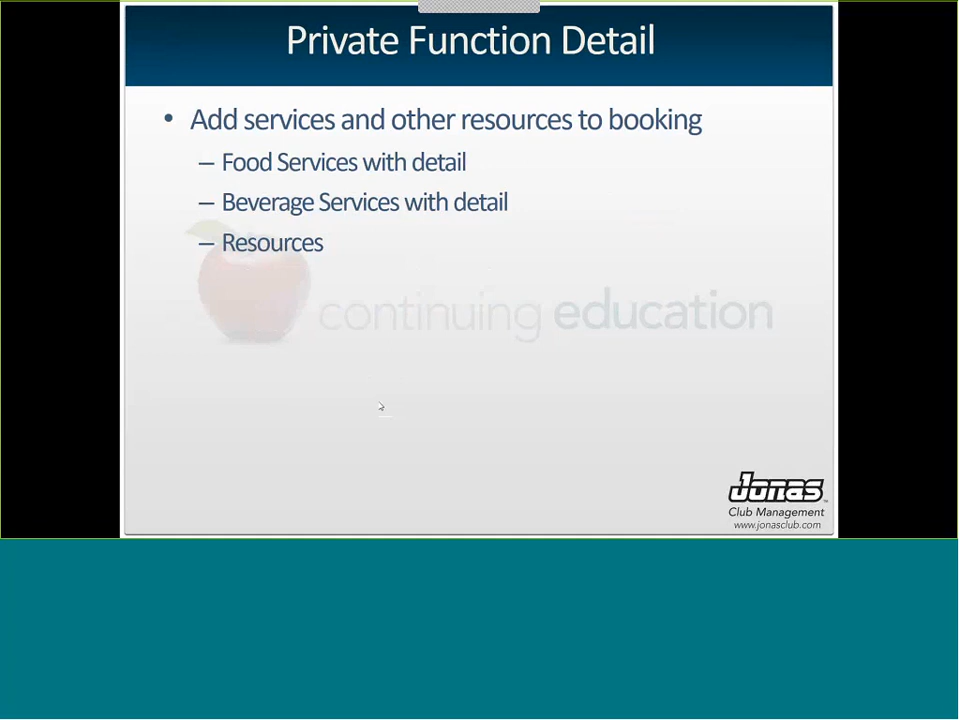 Private Function Detail
• Add services and other resources to booking
– Food Services with detail
– Beverage Services with detail
– Resources
continuing education
Jonas
Club Management
www.jonasclub.com